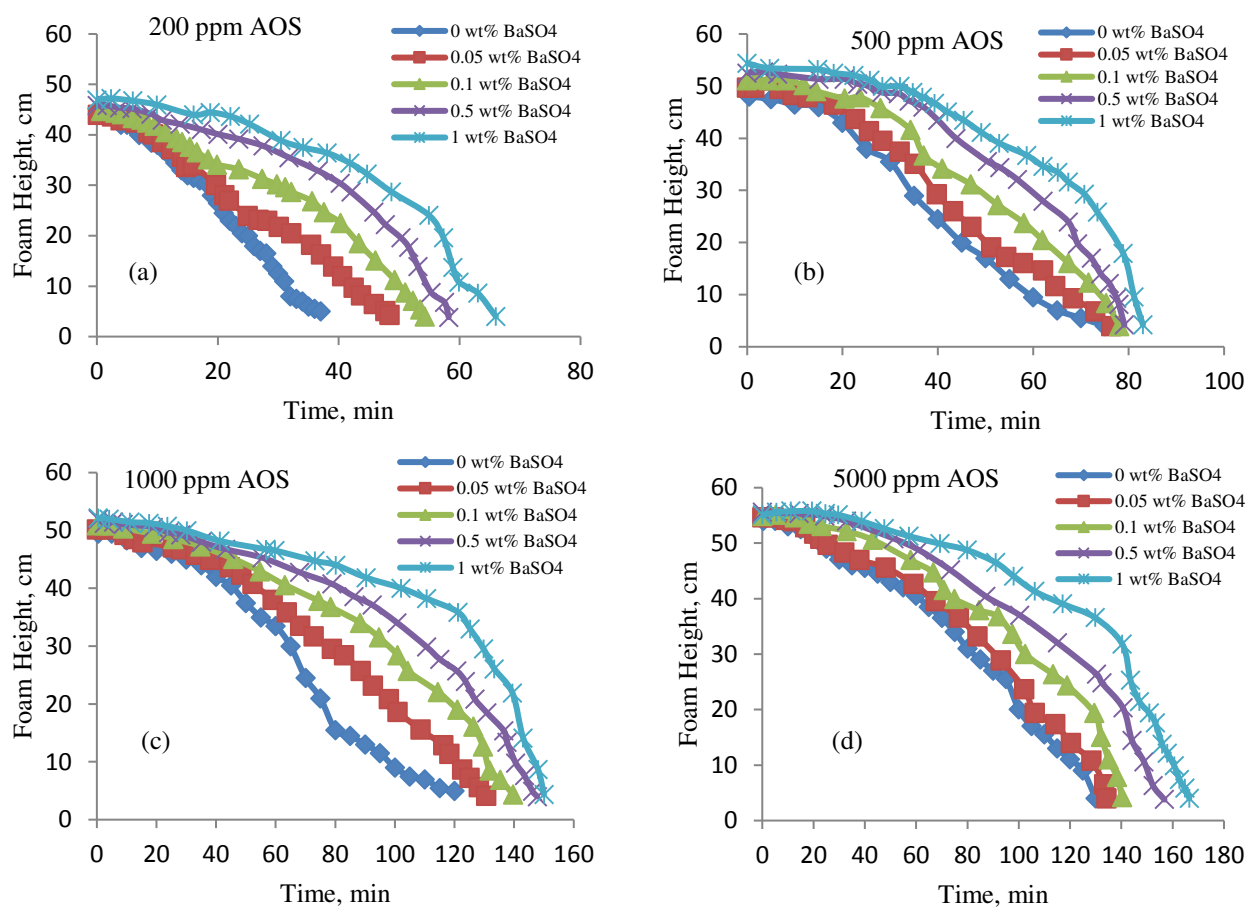 200 ppm AOS
0 wt% BaSO4
0.05 wt% BaSO4
0.1 wt% BaSO4
0.5 wt% BaSO4
1 wt% BaSO4
60
50
40
30
20
10
0
Foam Height, cm
(a)
0 20 40 60 80
Time, min
500 ppm AOS
0 wt% BaSO4
0.05 wt% BaSO4
0.1 wt% BaSO4
0.5 wt% BaSO4
1 wt% BaSO4
60
50
40
30
20
10
0
Foam Height, cm
(b)
0 20 40 60 80 100
Time, min
1000 ppm AOS
0 wt% BaSO4
0.05 wt% BaSO4
0.1 wt% BaSO4
0.5 wt% BaSO4
1 wt% BaSO4
60
50
40
30
20
10
0
Foam Height, cm
(c)
0 20 40 60 80 100 120 140 160
Time, min
5000 ppm AOS
0 wt% BaSO4
0.05 wt% BaSO4
0.1 wt% BaSO4
0.5 wt% BaSO4
1 wt% BaSO4
60
50
40
30
20
10
0
Foam Height, cm
(d)
0 20 40 60 80 100 120 140 160 180
Time, min